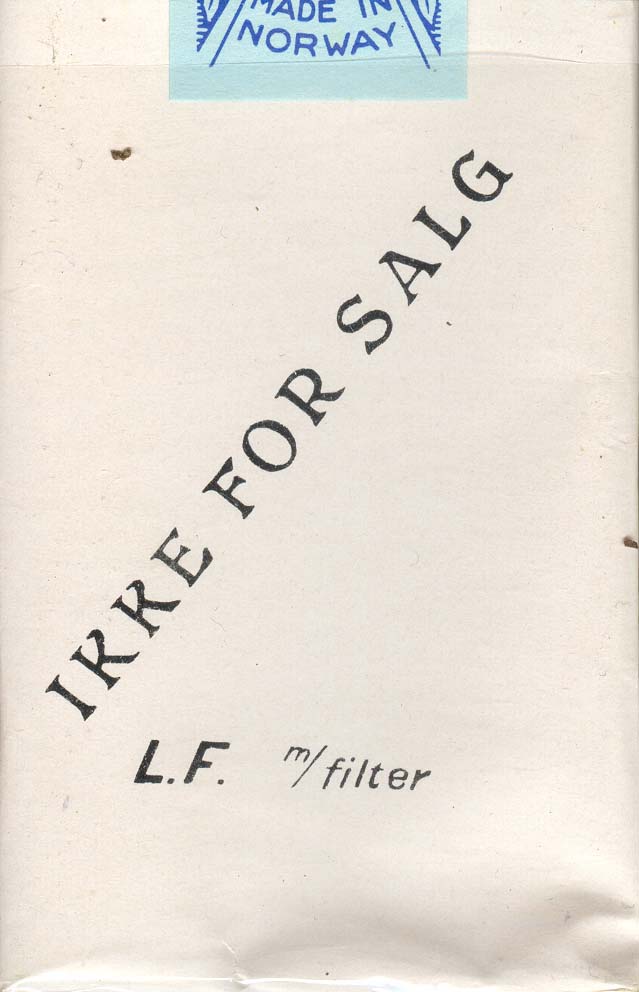 MADE IN
NORWAY
IKKE FOR SALG
L.F. m/filter